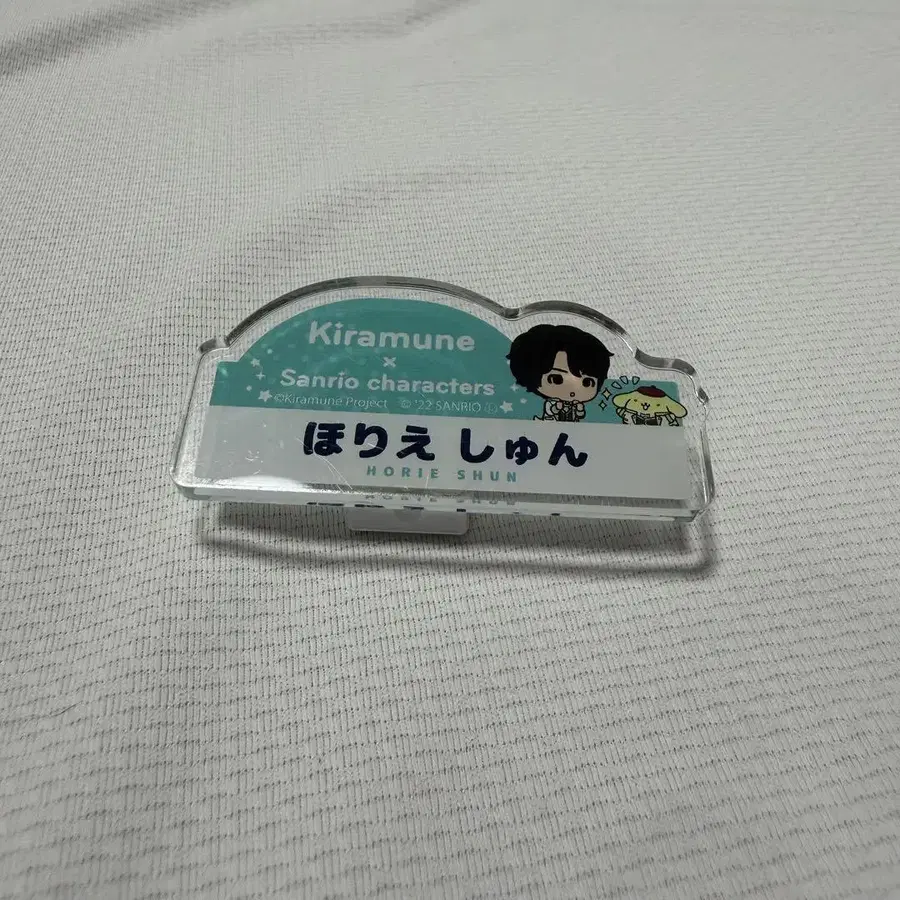 Kiramune
×
Sanrio characters
©Kiramune Project © '22 SANRIO
ほりえ しゅん
HORIE SHUN